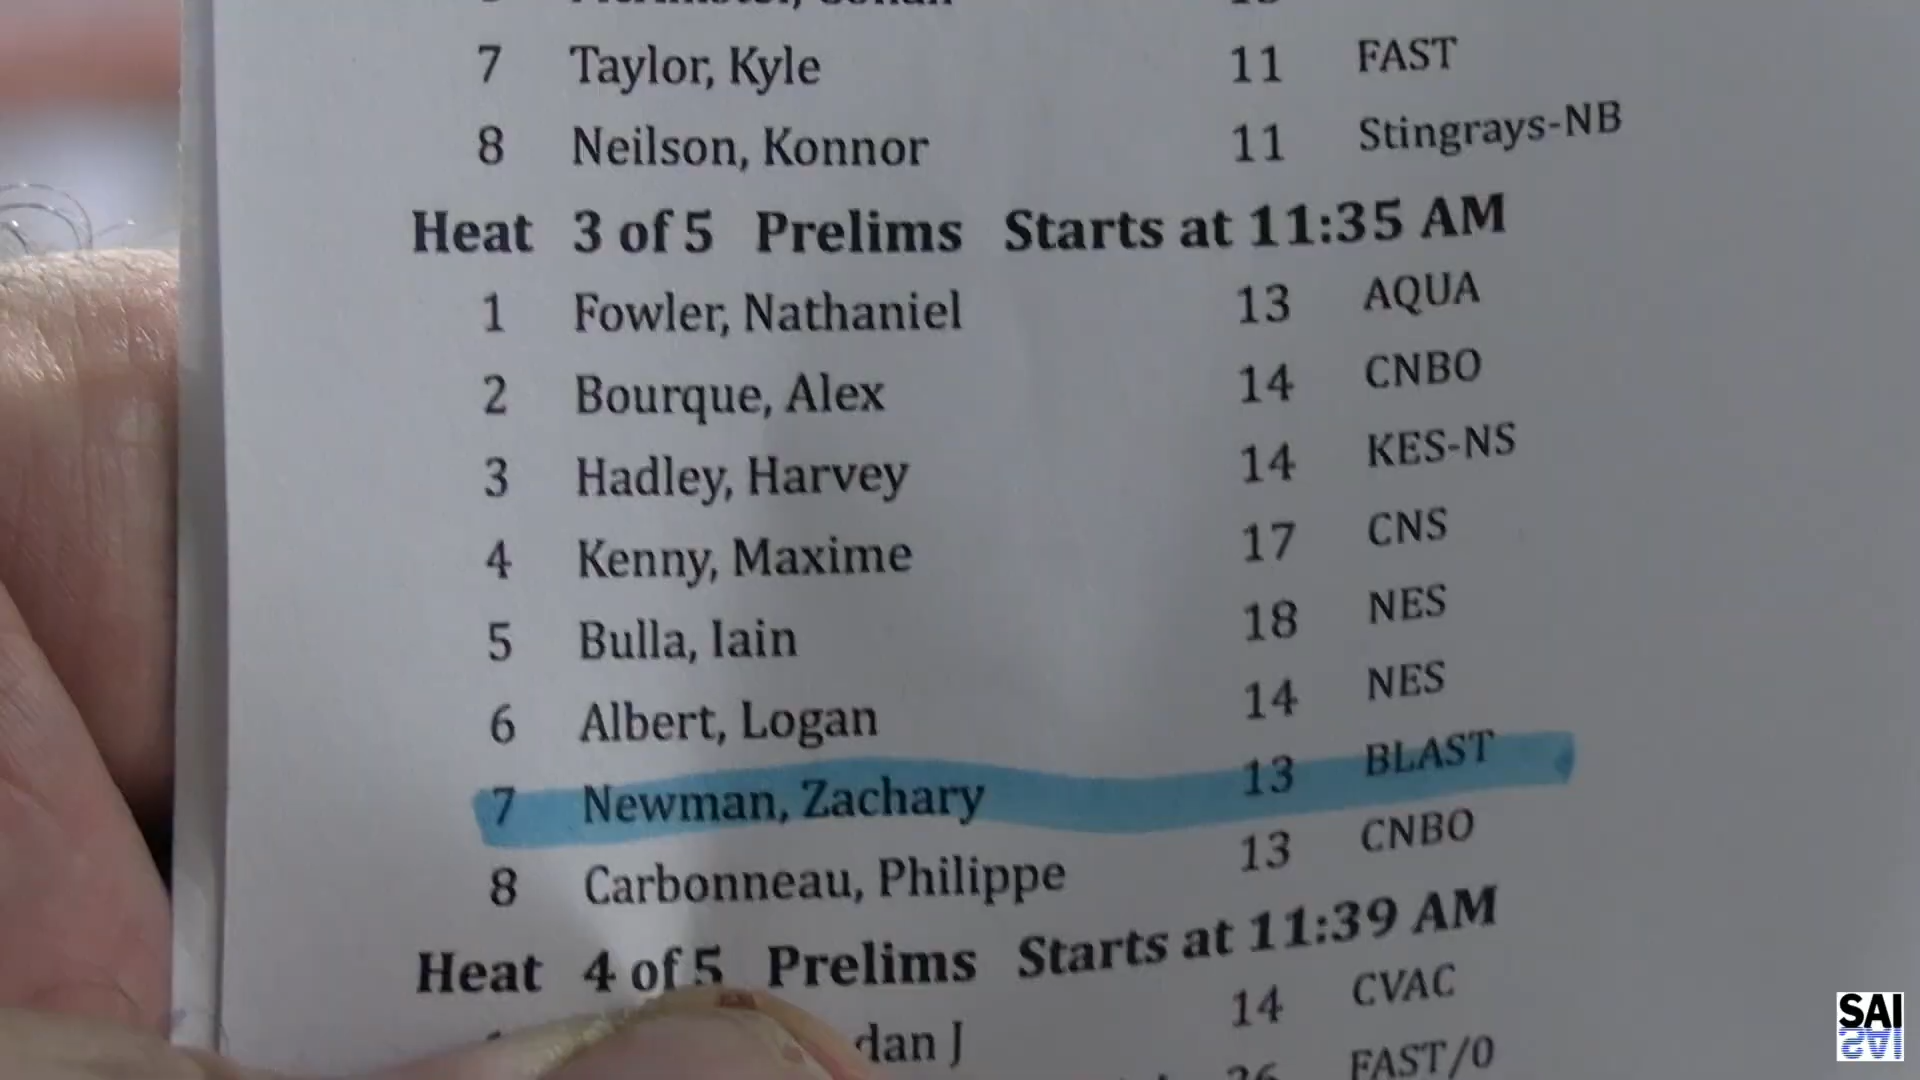 7 Taylor, Kyle 11 FAST
8 Neilson, Konnor 11 Stingrays-NB
Heat 3 of 5 Prelims Starts at 11:35 AM
1 Fowler, Nathaniel 13 AQUA
2 Bourque, Alex 14 CNBO
3 Hadley, Harvey 14 KES-NS
4 Kenny, Maxime 17 CNS
5 Bulla, Iain 18 NES
6 Albert, Logan 14 NES
7 Newman, Zachary 13 BLAST
8 Carbonneau, Philippe 13 CNBO
Heat 4 of 5 Prelims Starts at 11:39 AM
dan J 14 CVAC
26 FAST/0
SAI